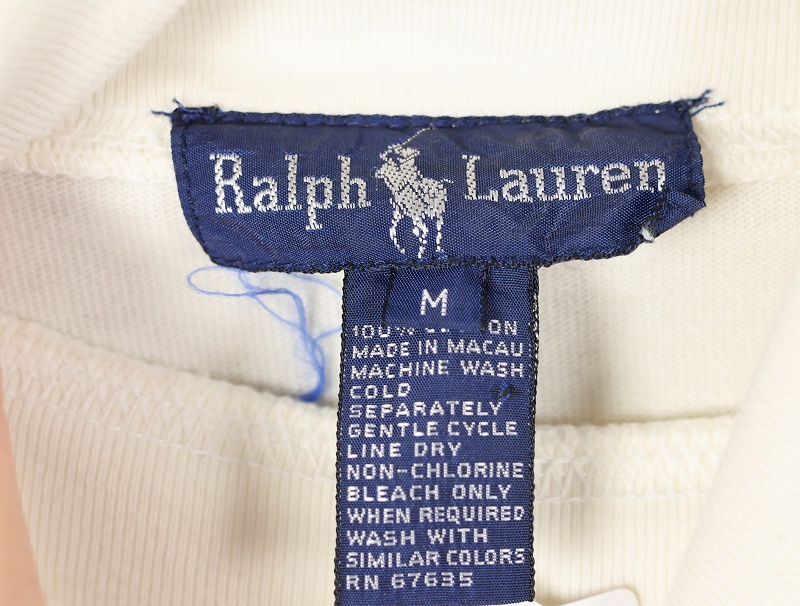 Ralph Lauren
M
100%
MADE IN MACAU
MACHINE WASH
COLD
SEPARATELY
GENTLE CYCLE
LINE DRY
NON-CHLORINE
BLEACH ONLY
WHEN REQUIRED
WASH WITH
SIMILAR COLORS
RN 67635